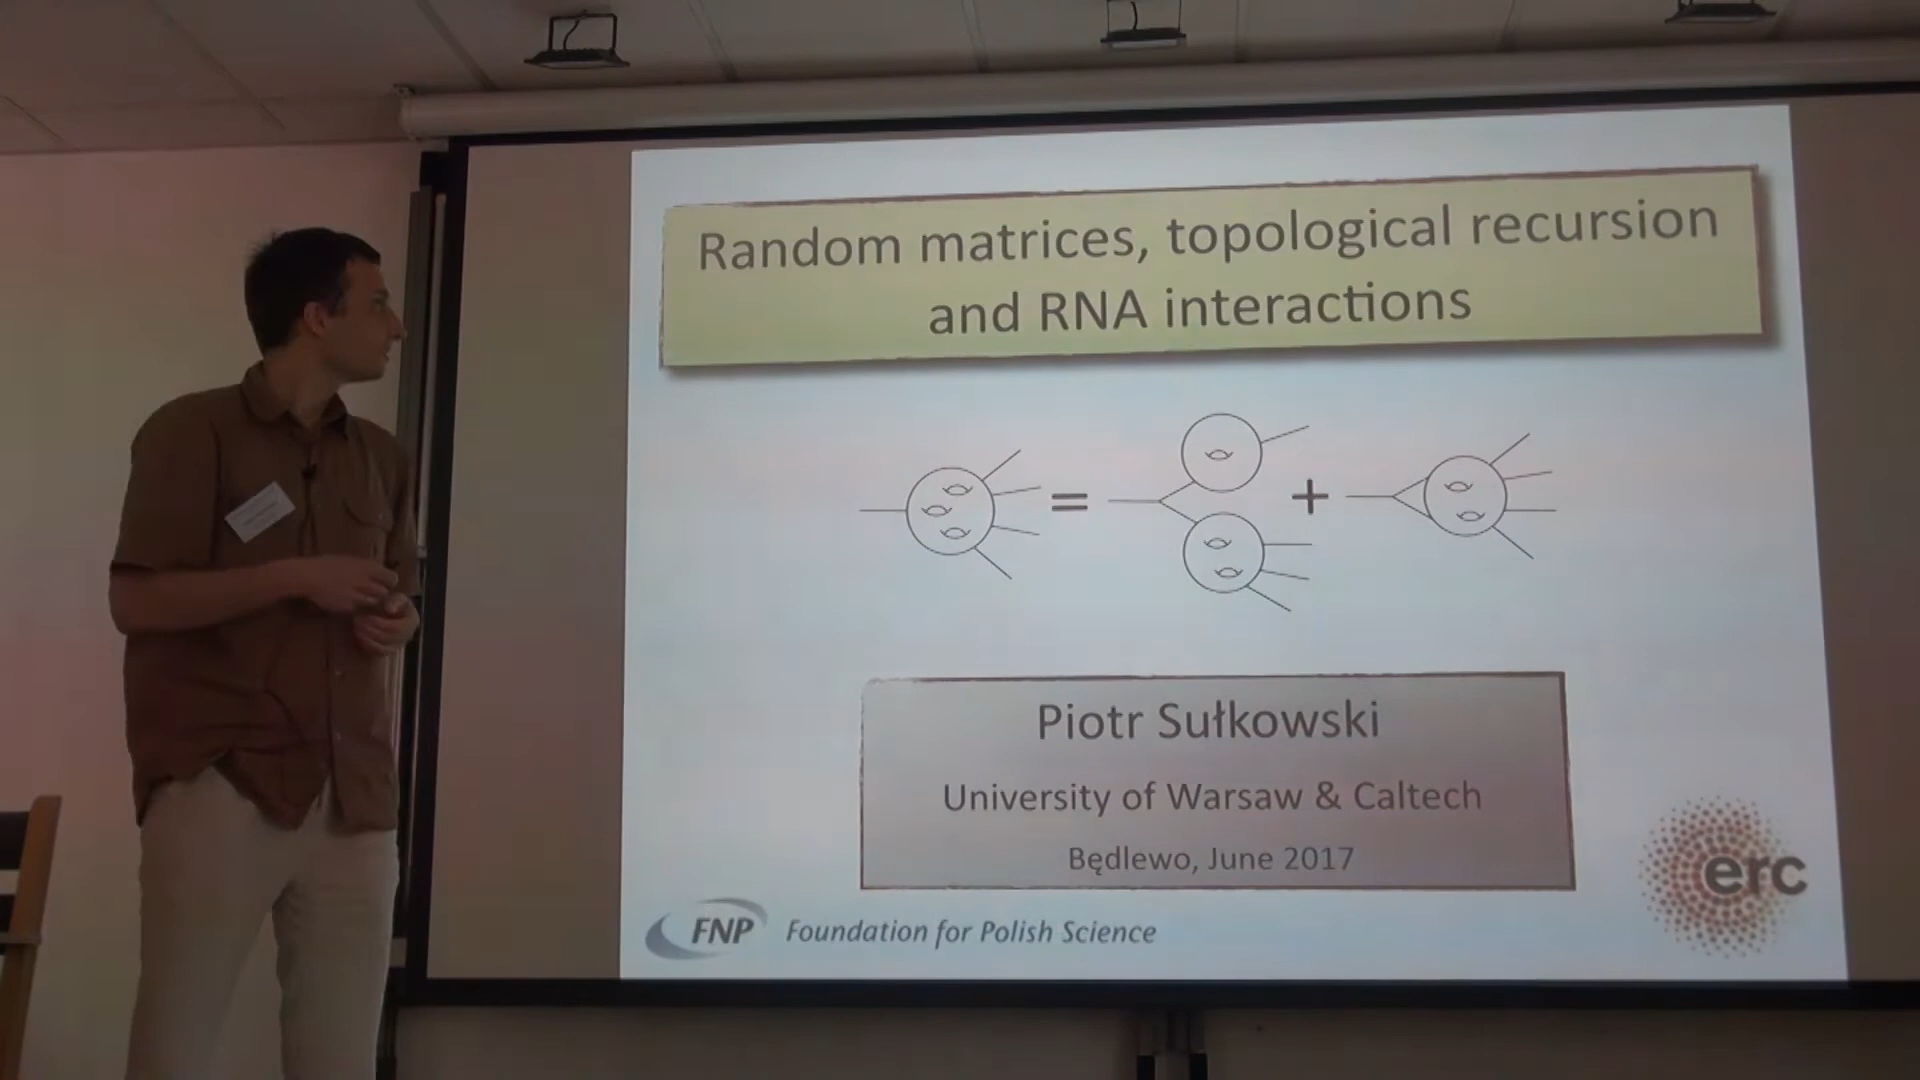 Random matrices, topological recursion
and RNA interactions
= + 
Piotr Sułkowski
University of Warsaw & Caltech
Będlewo, June 2017
FNP Foundation for Polish Science
erc